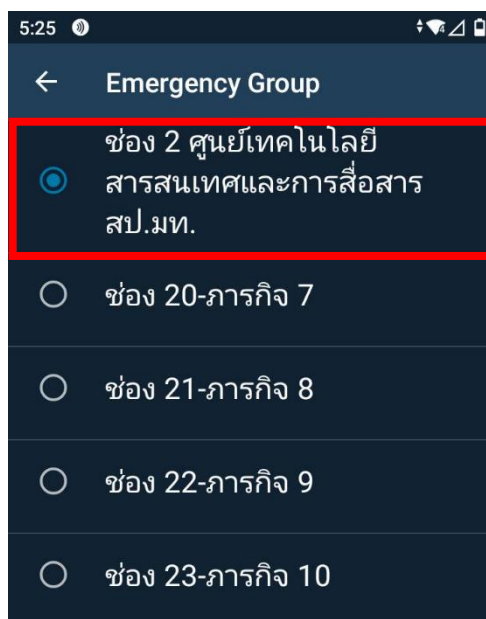 5:25
Emergency Group
ช่อง 2 ศูนย์เทคโนโลยี
สารสนเทศและการสื่อสาร
สป.มท.
ช่อง 20-ภารกิจ 7
ช่อง 21-ภารกิจ 8
ช่อง 22-ภารกิจ 9
ช่อง 23-ภารกิจ 10